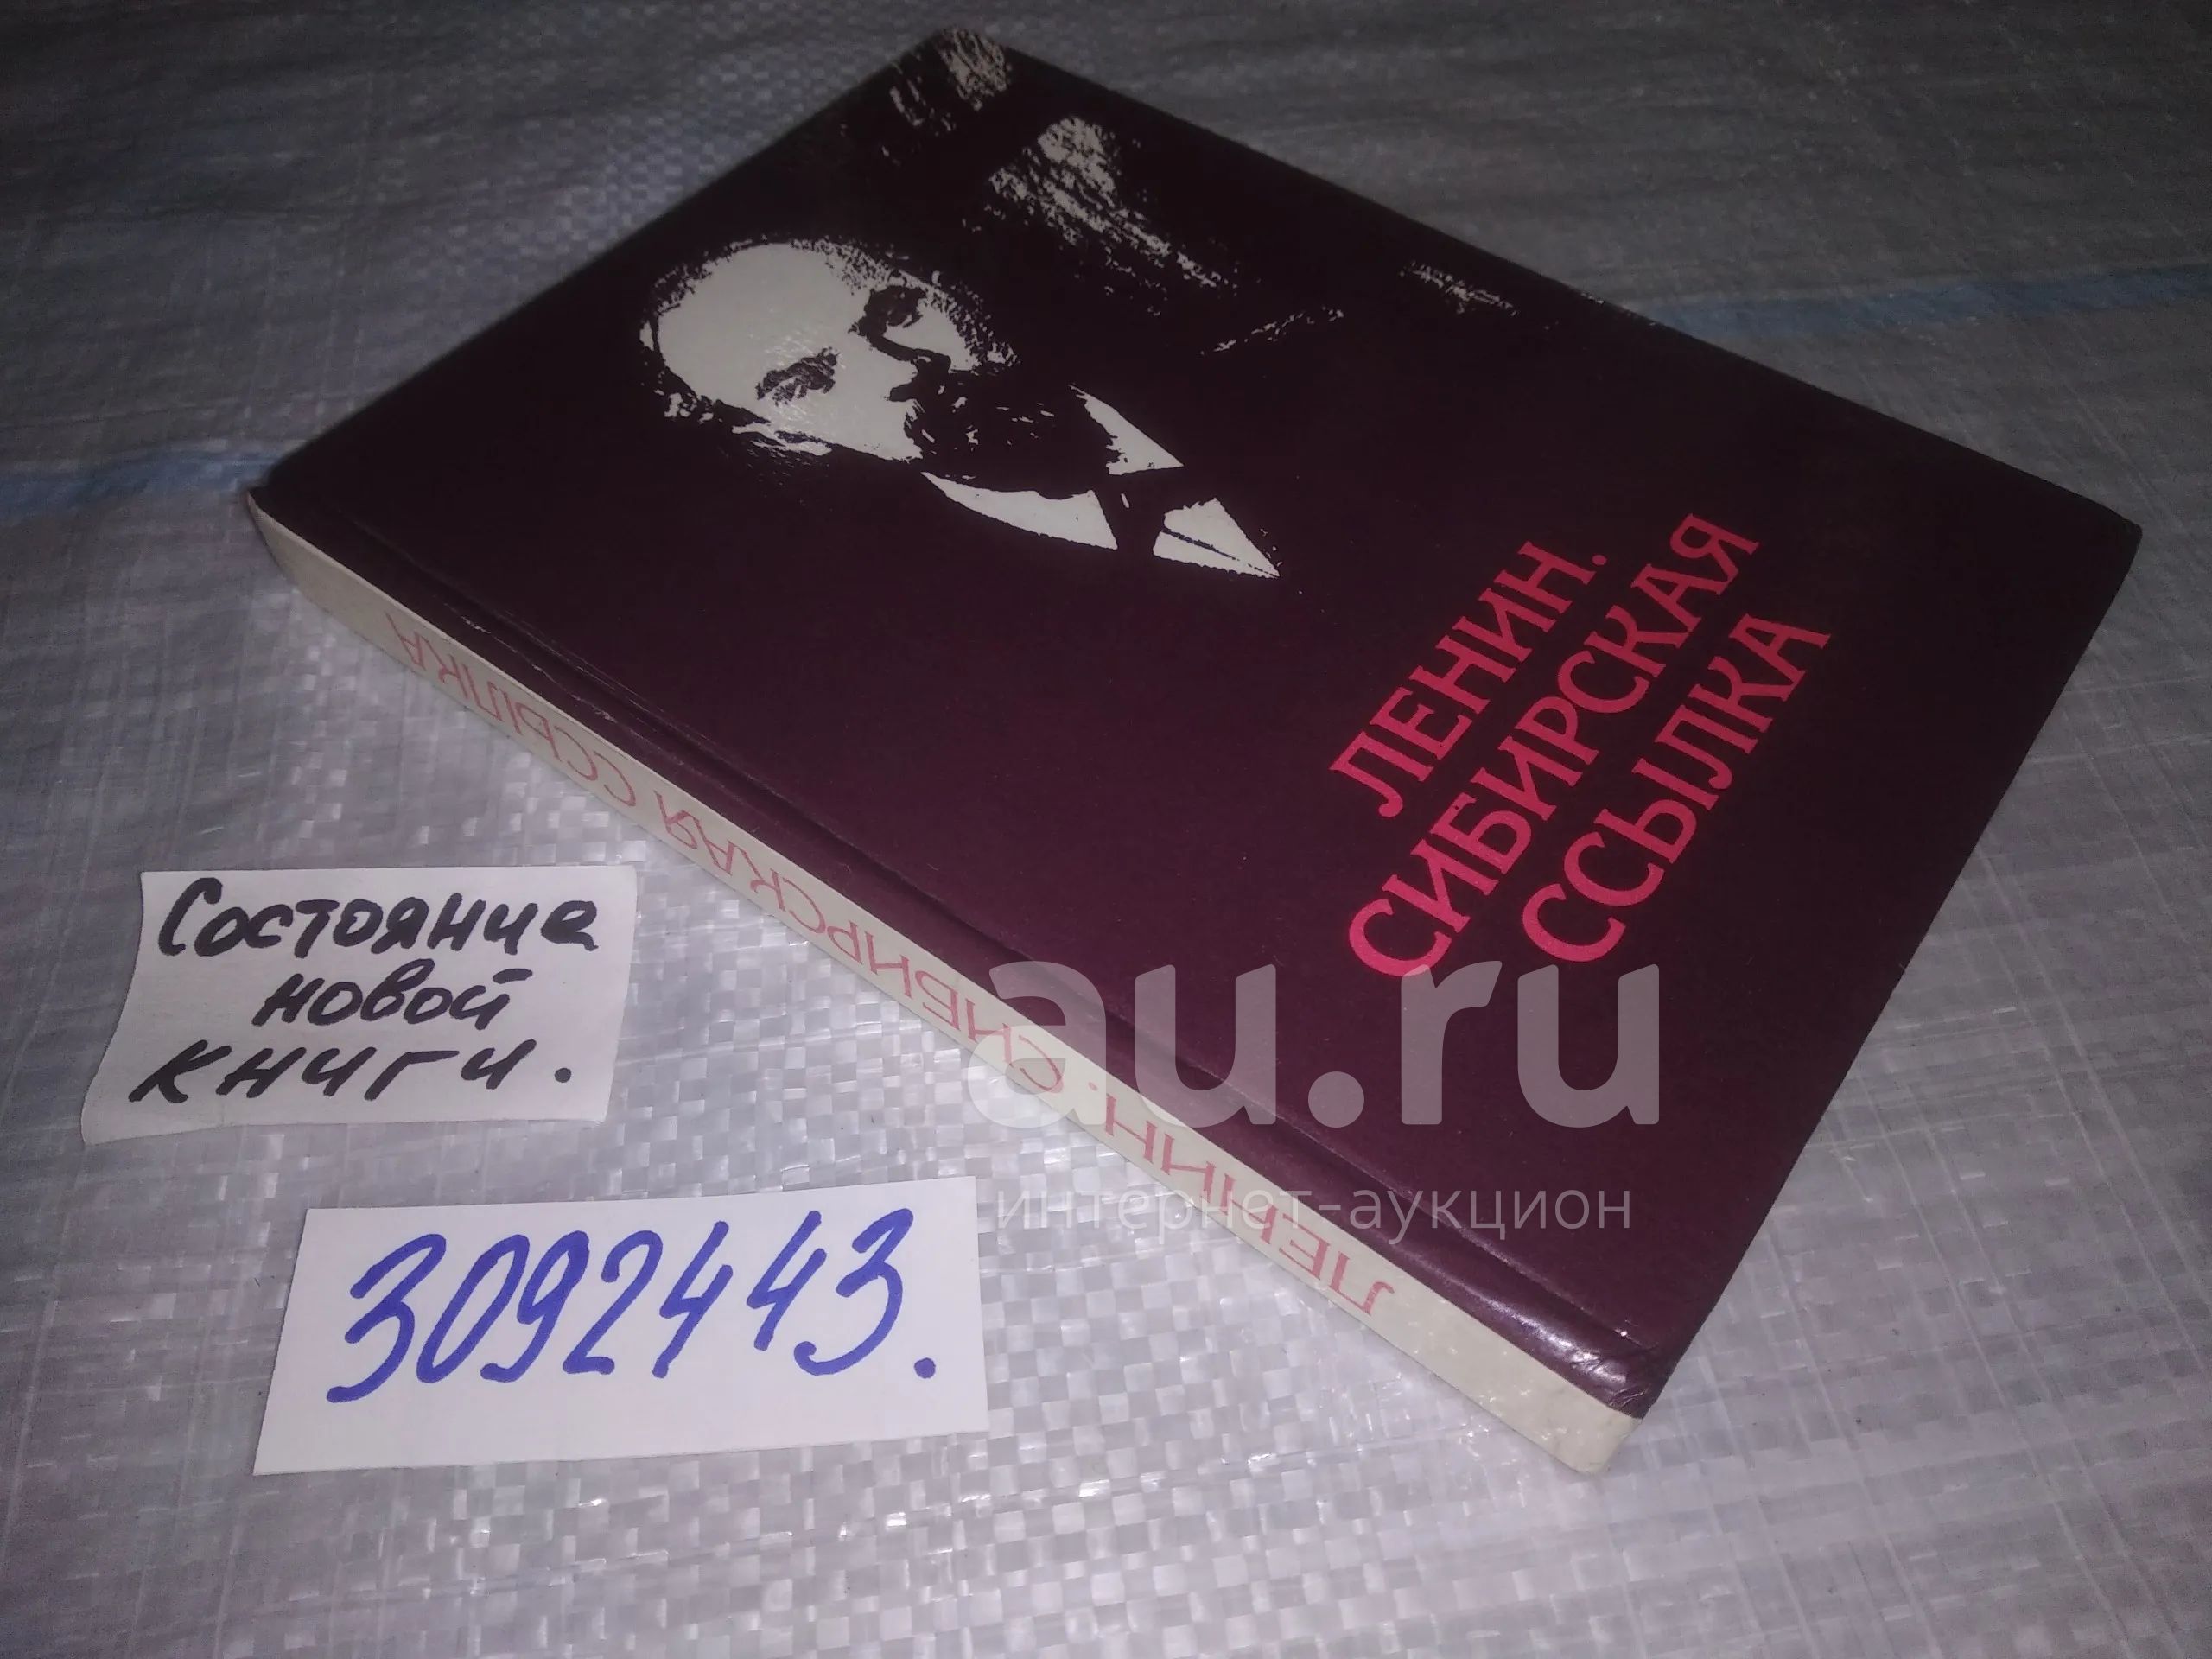 ЛЕНИН.
СИБИРСКАЯ
ССЫЛКА
ЛЕНИН. СИБИРСКАЯ ССЫЛКА
Состояние
новой
книги.
3092443.
au.ru
интернет-аукцион